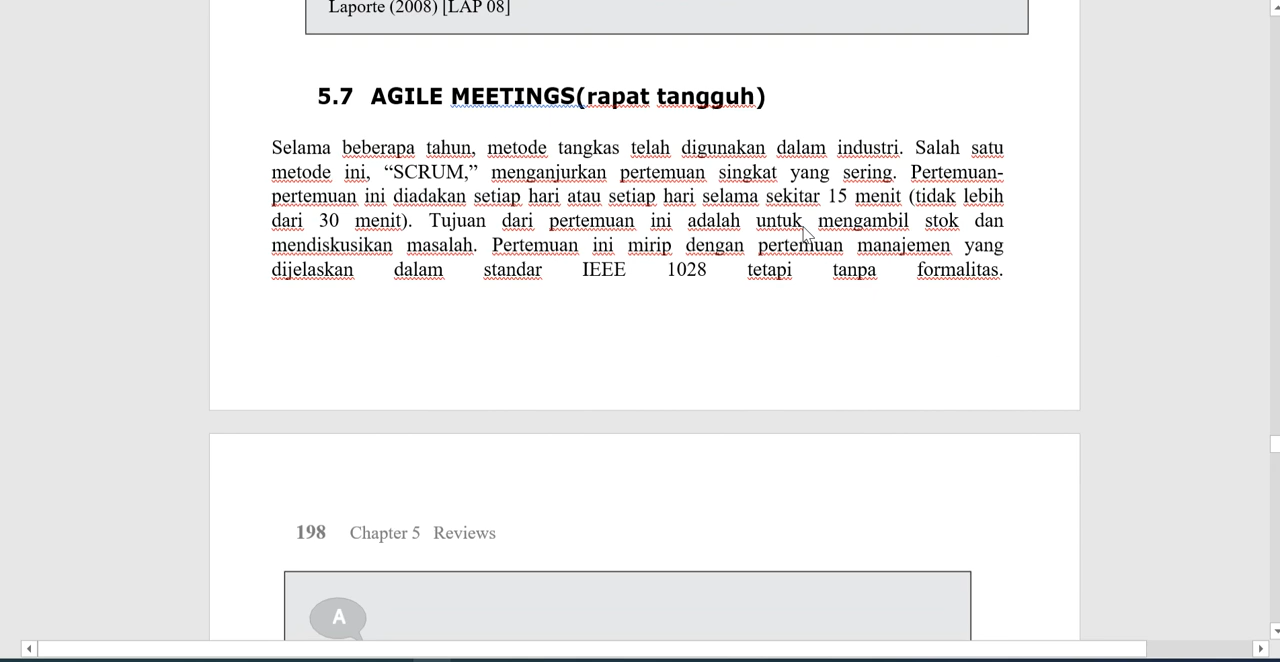 Laporte (2008) [LAP 08]
5.7 AGILE MEETINGS(rapat tangguh)
Selama beberapa tahun, metode tangkas telah digunakan dalam industri. Salah satu
metode ini, “SCRUM,” menganjurkan pertemuan singkat yang sering. Pertemuan-
pertemuan ini diadakan setiap hari atau setiap hari selama sekitar 15 menit (tidak lebih
dari 30 menit). Tujuan dari pertemuan ini adalah untuk mengambil stok dan
mendiskusikan masalah. Pertemuan ini mirip dengan pertemuan manajemen yang
dijelaskan dalam standar IEEE 1028 tetapi tanpa formalitas.
198 Chapter 5 Reviews
A